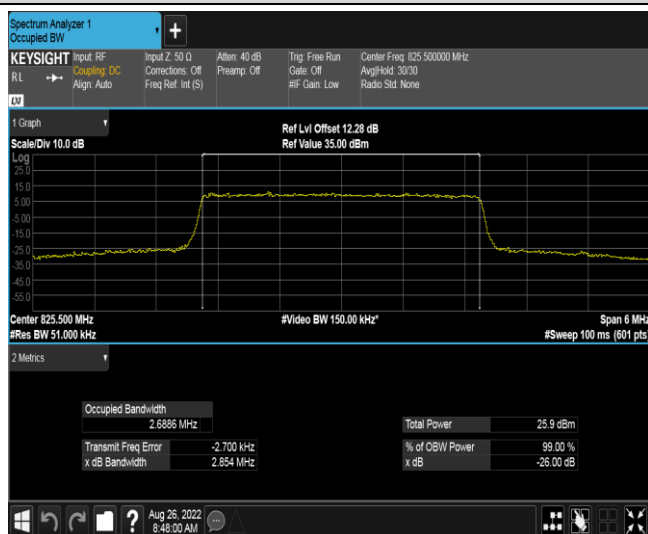 Spectrum Analyzer 1
Occupied BW
+
KEYSIGHT
RL
LXI
Input: RF
Coupling: DC
Align: Auto
Input Z: 50 Ω
Corrections: Off
Freq Ref: Int (S)
Atten: 40 dB
Preamp: Off
Trig: Free Run
Gate: Off
#IF Gain: Low
Center Freq: 825.500000 MHz
Avg|Hold: 30/30
Radio Std: None
1 Graph
Scale/Div 10.0 dB
Ref Lvl Offset 12.28 dB
Ref Value 35.00 dBm
Log
25.0
15.0
5.00
-5.00
-15.0
-25.0
-35.0
-45.0
-55.0
Center 825.500 MHz
#Res BW 51.000 kHz
#Video BW 150.00 kHz*
Span 6 MHz
#Sweep 100 ms (601 pts)
2 Metrics
Occupied Bandwidth
2.6886 MHz
Transmit Freq Error -2.700 kHz
x dB Bandwidth 2.854 MHz
Total Power 25.9 dBm
% of OBW Power 99.00 %
x dB -26.00 dB
?
Aug 26, 2022
8:48:00 AM